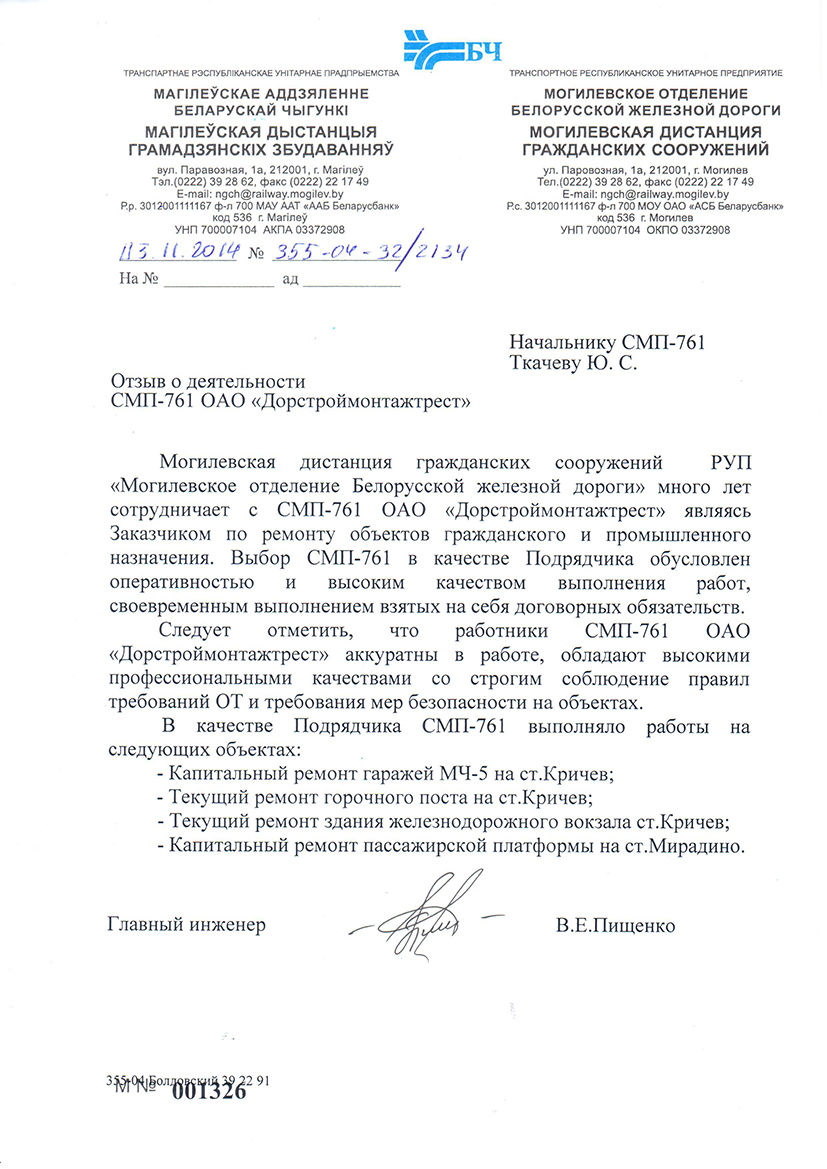 БЧ
ТРАНСПАРТНАЕ РЭСПУБЛІКАНСКАЕ УНІТАРНАЕ ПРАДПРЫЕМСТВА
МАГІЛЕЎСКАЕ АДДЗЯЛЕННЕ
БЕЛАРУСКАЙ ЧЫГУНКІ
МАГІЛЕЎСКАЯ ДЫСТАНЦЫЯ
ГРАМАДЗЯНСКІХ ЗБУДАВАННЯЎ
вул. Паравозная, 1а, 212001, г. Магілеў
Тэл.(0222) 39 28 62, факс (0222) 22 17 49
E-mail: ngch@railway.mogilev.by
Р.р. 3012001111167 ф-л 700 МАУ ААТ «ААБ Беларусбанк»
код 536 г. Магілеў
УНП 700007104 АКПА 03372908
ТРАНСПОРТНОЕ РЕСПУБЛИКАНСКОЕ УНИТАРНОЕ ПРЕДПРИЯТИЕ
МОГИЛЕВСКОЕ ОТДЕЛЕНИЕ
БЕЛОРУССКОЙ ЖЕЛЕЗНОЙ ДОРОГИ
МОГИЛЕВСКАЯ ДИСТАНЦИЯ
ГРАЖДАНСКИХ СООРУЖЕНИЙ
ул. Паровозная, 1а, 212001, г. Могилев
Тел.(0222) 39 28 62, факс (0222) 22 17 49
E-mail: ngch@railway.mogilev.by
Р.с. 3012001111167 ф-л 700 МОУ ОАО «АСБ Беларусбанк»
код 536 г. Могилев
УНП 700007104 ОКПО 03372908
13.11.2014 № 355-04-32/2134
На № ____________ ад ____________
Начальнику СМП-761
Ткачеву Ю. С.
Отзыв о деятельности
СМП-761 ОАО «Дорстроймонтажтрест»
Могилевская дистанция гражданских сооружений РУП
«Могилевское отделение Белорусской железной дороги» много лет
сотрудничает с СМП-761 ОАО «Дорстроймонтажтрест» являясь
Заказчиком по ремонту объектов гражданского и промышленного
назначения. Выбор СМП-761 в качестве Подрядчика обусловлен
оперативностью и высоким качеством выполнения работ,
своевременным выполнением взятых на себя договорных обязательств.
Следует отметить, что работники СМП-761 ОАО
«Дорстроймонтажтрест» аккуратны в работе, обладают высокими
профессиональными качествами со строгим соблюдение правил
требований ОТ и требования мер безопасности на объектах.
В качестве Подрядчика СМП-761 выполняло работы на
следующих объектах:
- Капитальный ремонт гаражей МЧ-5 на ст.Кричев;
- Текущий ремонт горочного поста на ст.Кричев;
- Текущий ремонт здания железнодорожного вокзала ст.Кричев;
- Капитальный ремонт пассажирской платформы на ст.Мирадино.
Главный инженер В.Е.Пищенко
355-04 Болдовский 39 22 91
М № 001326